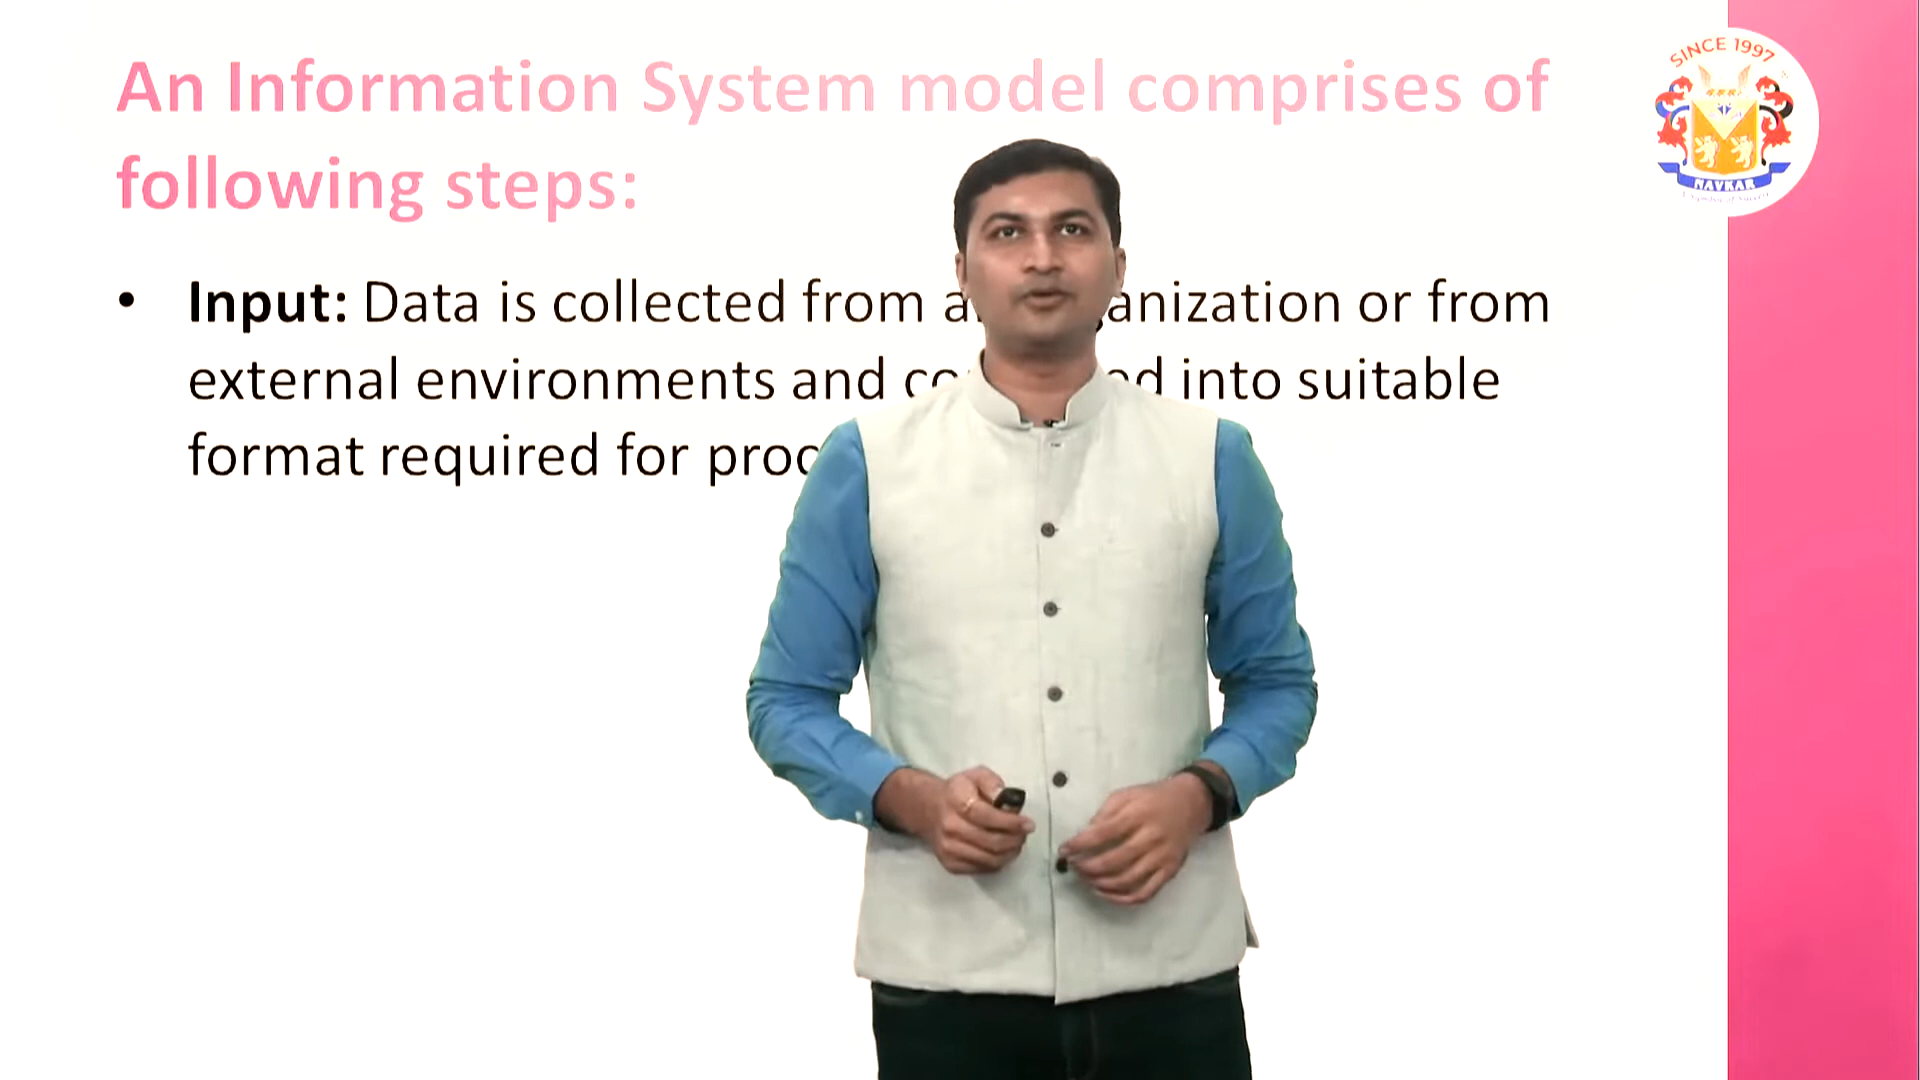 An Information System model comprises of
following steps:
• Input: Data is collected from anization or from
external environments and into suitable
format required for
SINCE 1997
NAVKAR